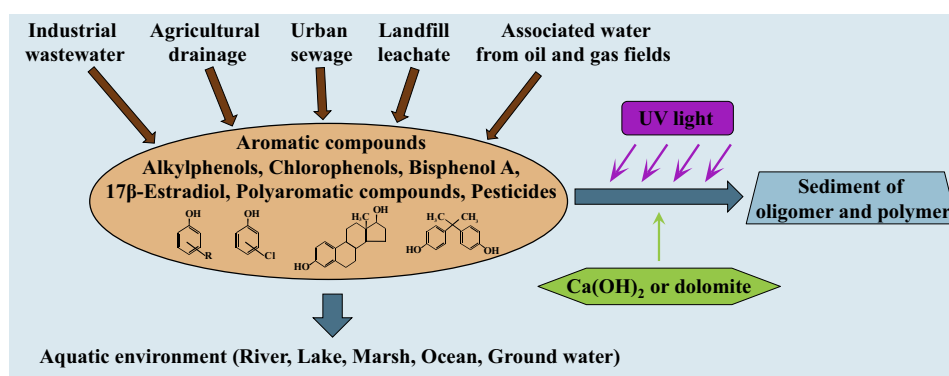 Industrial
wastewater
Agricultural
drainage
Urban
sewage
Landfill
leachate
Associated water
from oil and gas fields
UV light
Aromatic compounds
Alkylphenols, Chlorophenols, Bisphenol A,
17β-Estradiol, Polyaromatic compounds, Pesticides
OH
R
OH
Cl
H₃C
OH
HO
H₃C
CH₃
HO
OH
Sediment of
oligomer and polymer
Ca(OH)₂ or dolomite
Aquatic environment (River, Lake, Marsh, Ocean, Ground water)